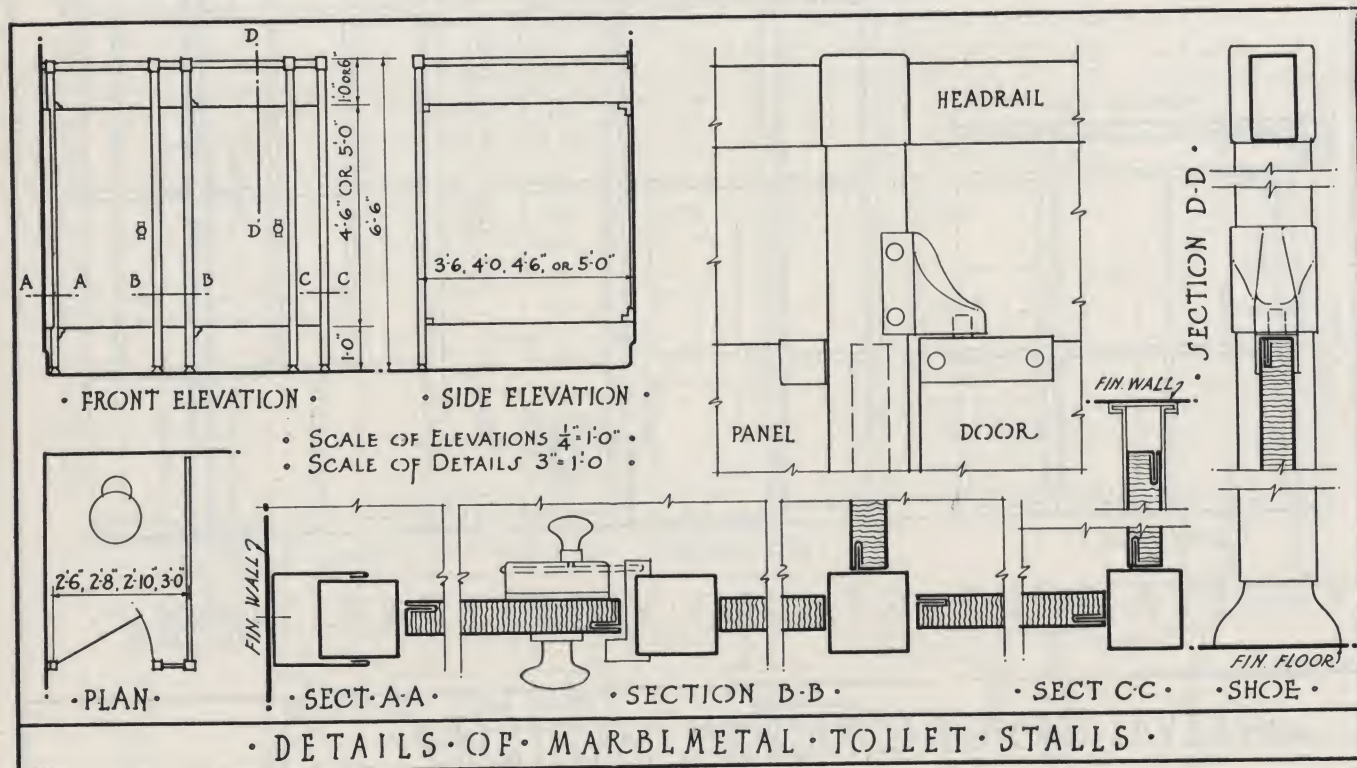 D
1'-0" OR 6"
4'-6" OR 5'-0"
6'-6"
D
A A B B C C
1'-0"
3'-6, 4'-0, 4'-6," OR 5'-0"
· FRONT ELEVATION ·
· SIDE ELEVATION ·
• SCALE OF ELEVATIONS 1/4" = 1'-0" •
• SCALE OF DETAILS 3" = 1'-0 •
HEADRAIL
PANEL
DOOR
· SECTION D-D ·
FIN. WALL
2'-6", 2'-8", 2'-10", 3'-0"
· PLAN ·
FIN WALL
· SECT · A-A ·
· SECTION B-B ·
· SECT C-C ·
FIN. FLOOR
· SHOE ·
· DETAILS · OF · MARBLMETAL · TOILET · STALLS ·